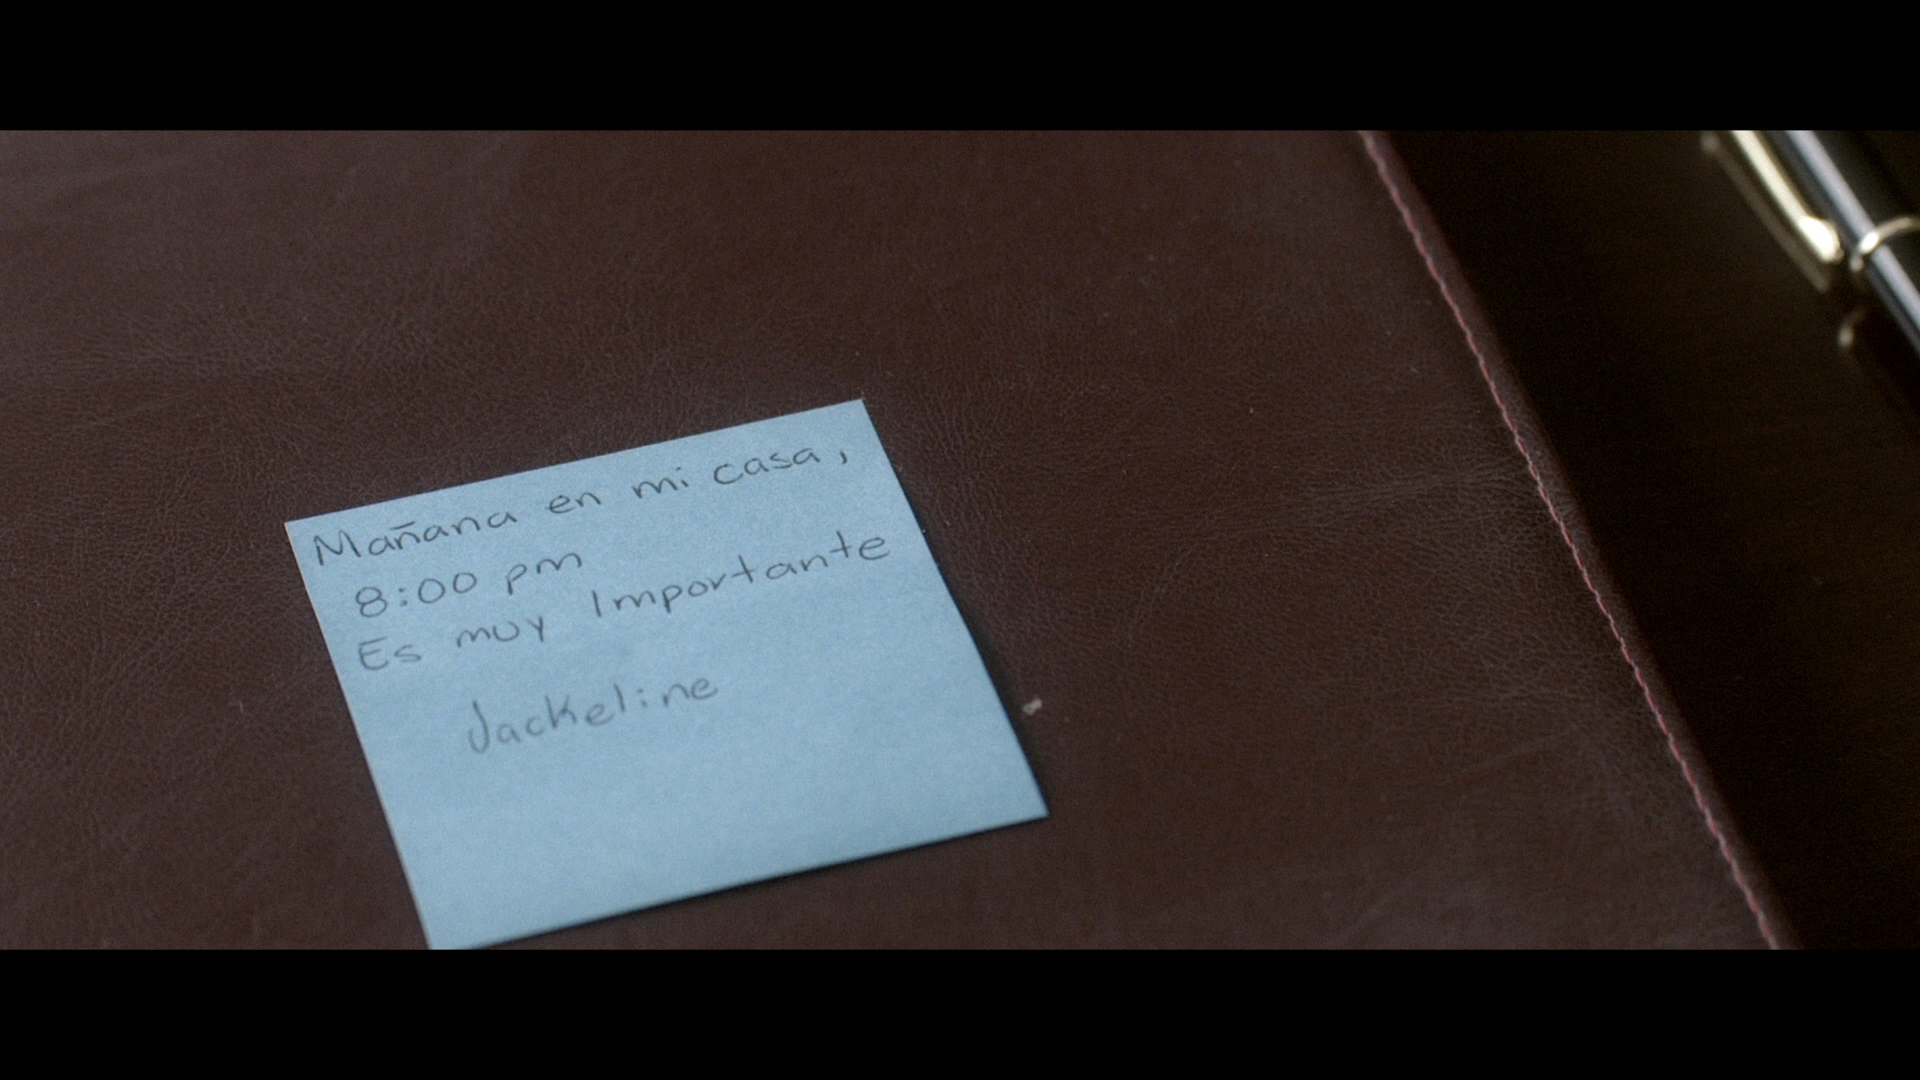 Mañana en mi casa,
8:00 pm
Es muy Importante
Jackeline